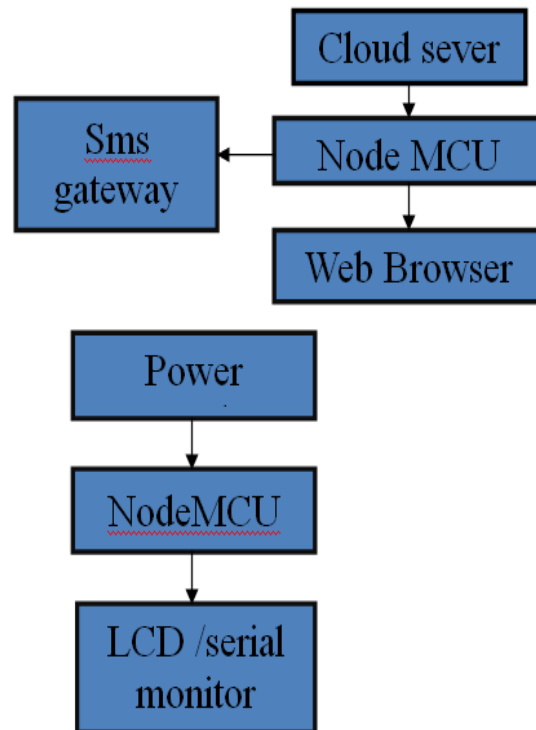 Cloud sever
Sms
gateway
Node MCU
Web Browser
Power
NodeMCU
LCD /serial
monitor